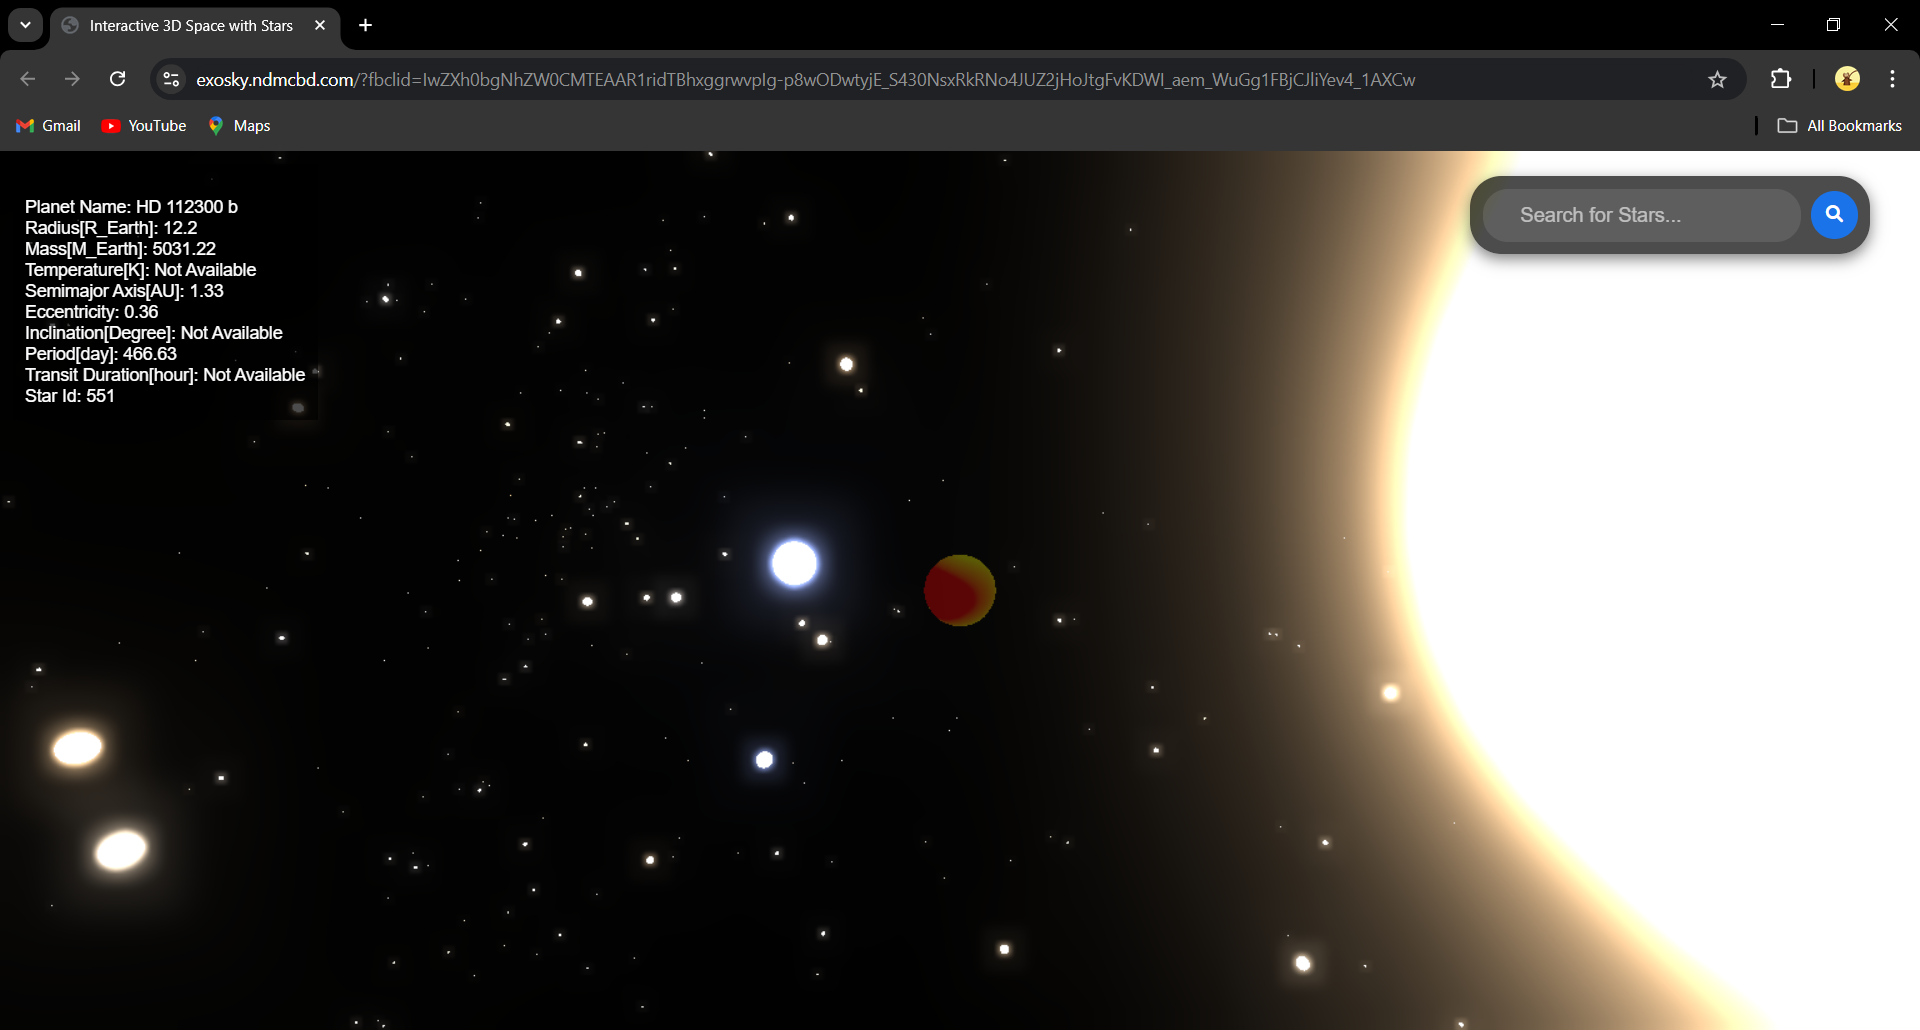 Interactive 3D Space with Stars
exosky.ndmcbd.com/?fbclid=IwZXh0bgNhZW0CMTEAAR1ridTBhxggrwvpIg-p8wODwtyjE_S430NsxRkRNo4JUZ2jHoJtgFvKDWI_aem_WuGg1FBjCJliYev4_1AXCw
Gmail YouTube Maps All Bookmarks
Planet Name: HD 112300 b
Radius[R_Earth]: 12.2
Mass[M_Earth]: 5031.22
Temperature[K]: Not Available
Semimajor Axis[AU]: 1.33
Eccentricity: 0.36
Inclination[Degree]: Not Available
Period[day]: 466.63
Transit Duration[hour]: Not Available
Star Id: 551
Search for Stars...